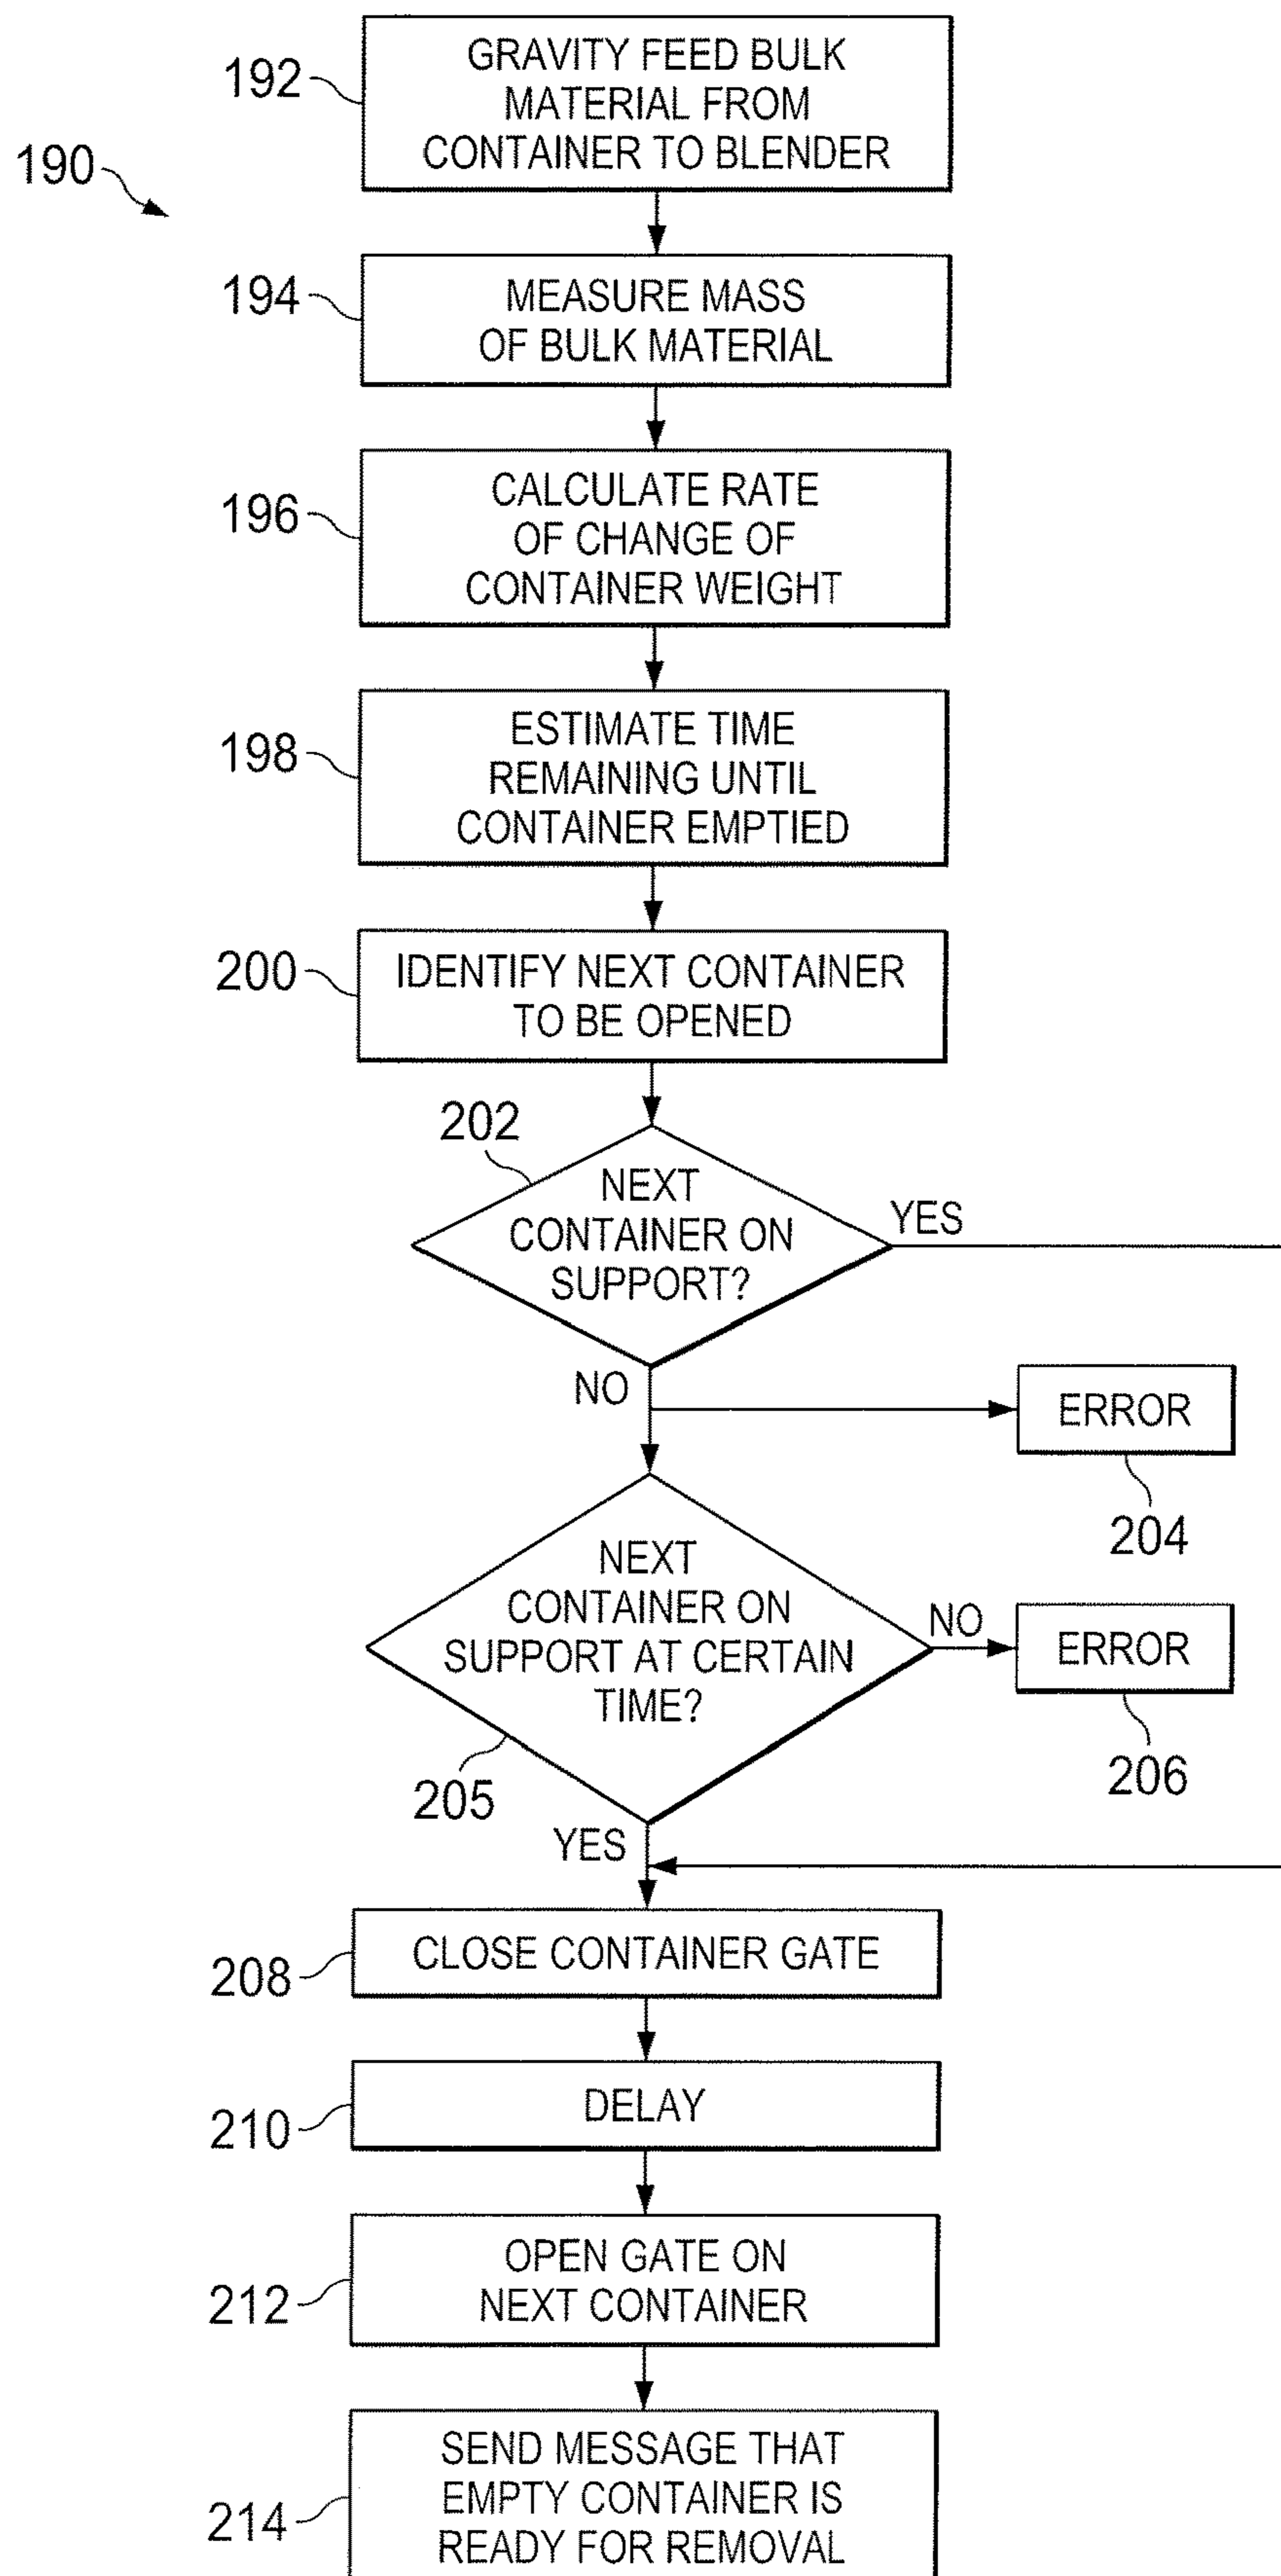 192
GRAVITY FEED BULK
MATERIAL FROM
CONTAINER TO BLENDER
190
194
MEASURE MASS
OF BULK MATERIAL
196
CALCULATE RATE
OF CHANGE OF
CONTAINER WEIGHT
198
ESTIMATE TIME
REMAINING UNTIL
CONTAINER EMPTIED
200
IDENTIFY NEXT CONTAINER
TO BE OPENED
202
NEXT
CONTAINER ON
SUPPORT?
YES
NO
ERROR
204
NEXT
CONTAINER ON
SUPPORT AT CERTAIN
TIME?
NO
ERROR
206
205
YES
208
CLOSE CONTAINER GATE
210
DELAY
212
OPEN GATE ON
NEXT CONTAINER
214
SEND MESSAGE THAT
EMPTY CONTAINER IS
READY FOR REMOVAL